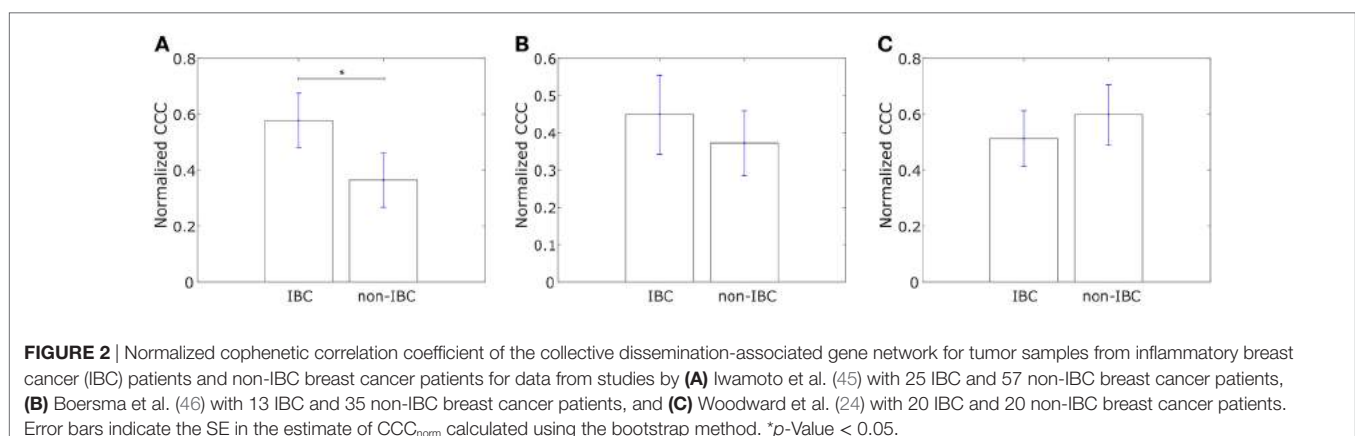 A
B
C
0.8
0.6
0.4
0.2
0
Normalized CCC
*
IBC
non-IBC
0.6
0.5
0.4
0.3
0.2
0.1
0
Normalized CCC
IBC
non-IBC
0.8
0.6
0.4
0.2
0
Normalized CCC
IBC
non-IBC
FIGURE 2 | Normalized cophenetic correlation coefficient of the collective dissemination-associated gene network for tumor samples from inflammatory breast
cancer (IBC) patients and non-IBC breast cancer patients for data from studies by (A) Iwamoto et al. (45) with 25 IBC and 57 non-IBC breast cancer patients,
(B) Boersma et al. (46) with 13 IBC and 35 non-IBC breast cancer patients, and (C) Woodward et al. (24) with 20 IBC and 20 non-IBC breast cancer patients.
Error bars indicate the SE in the estimate of CCCnorm calculated using the bootstrap method. *p-Value < 0.05.